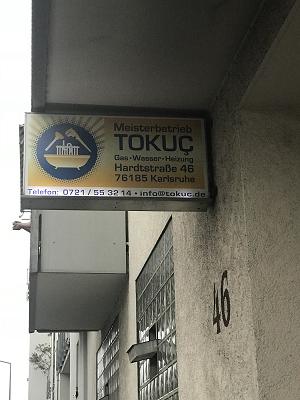 Meisterbetrieb
TOKUÇ
Gas • Wasser • Heizung
Hardtstraße 46
76185 Karlsruhe
Telefon: 0721/55 32 14 • info@tokuc.de
46